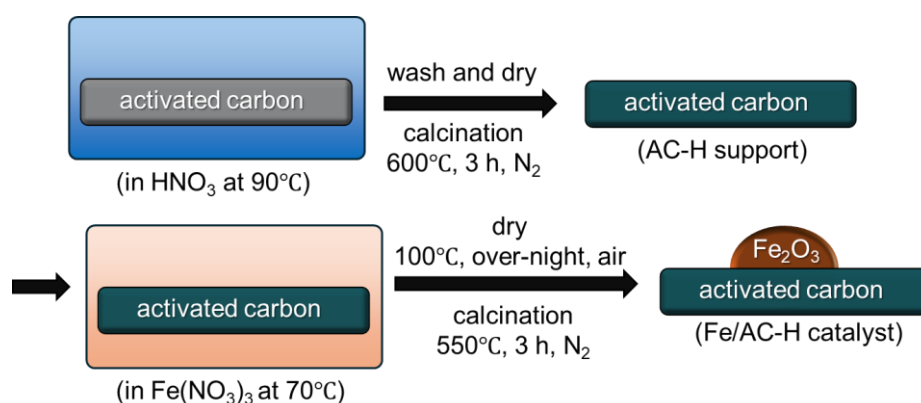 activated carbon
(in HNO₃ at 90℃)
wash and dry
calcination
600℃, 3 h, N₂
activated carbon
(AC-H support)
activated carbon
(in Fe(NO₃)₃ at 70℃)
dry
100℃, over-night, air
calcination
550℃, 3 h, N₂
Fe₂O₃
activated carbon
(Fe/AC-H catalyst)